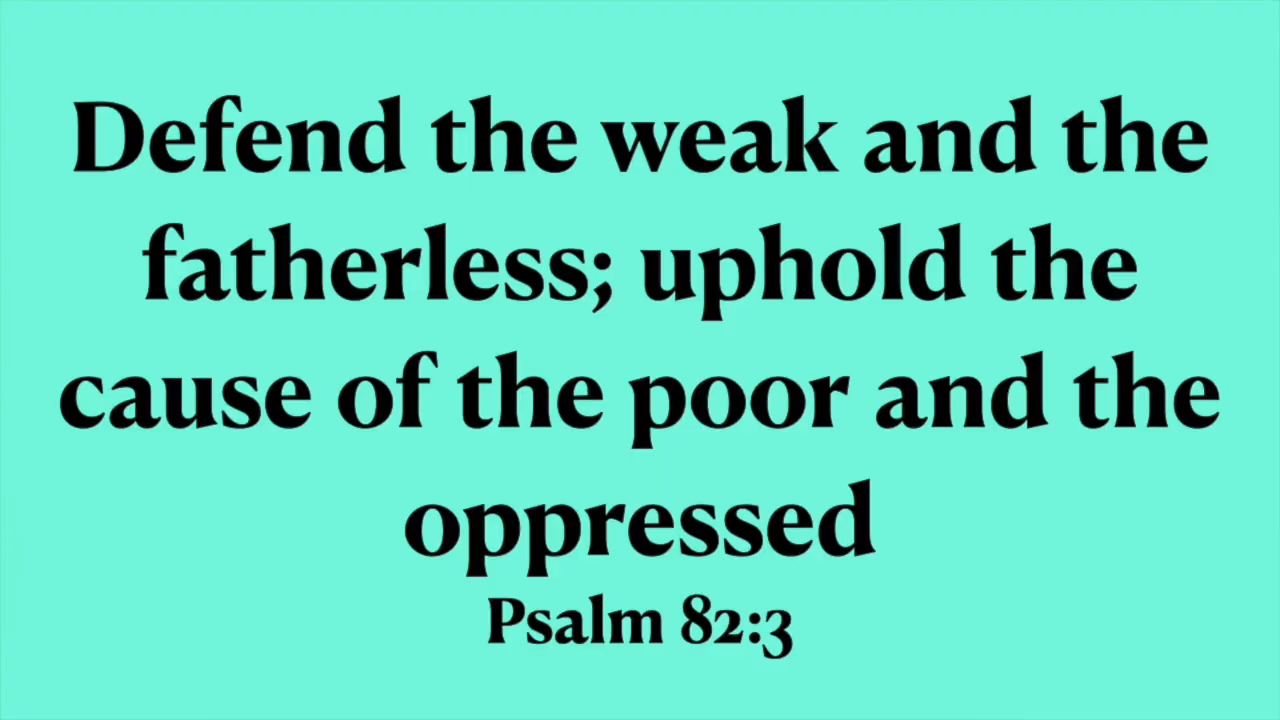 Defend the weak and the
fatherless; uphold the
cause of the poor and the
oppressed
Psalm 82:3